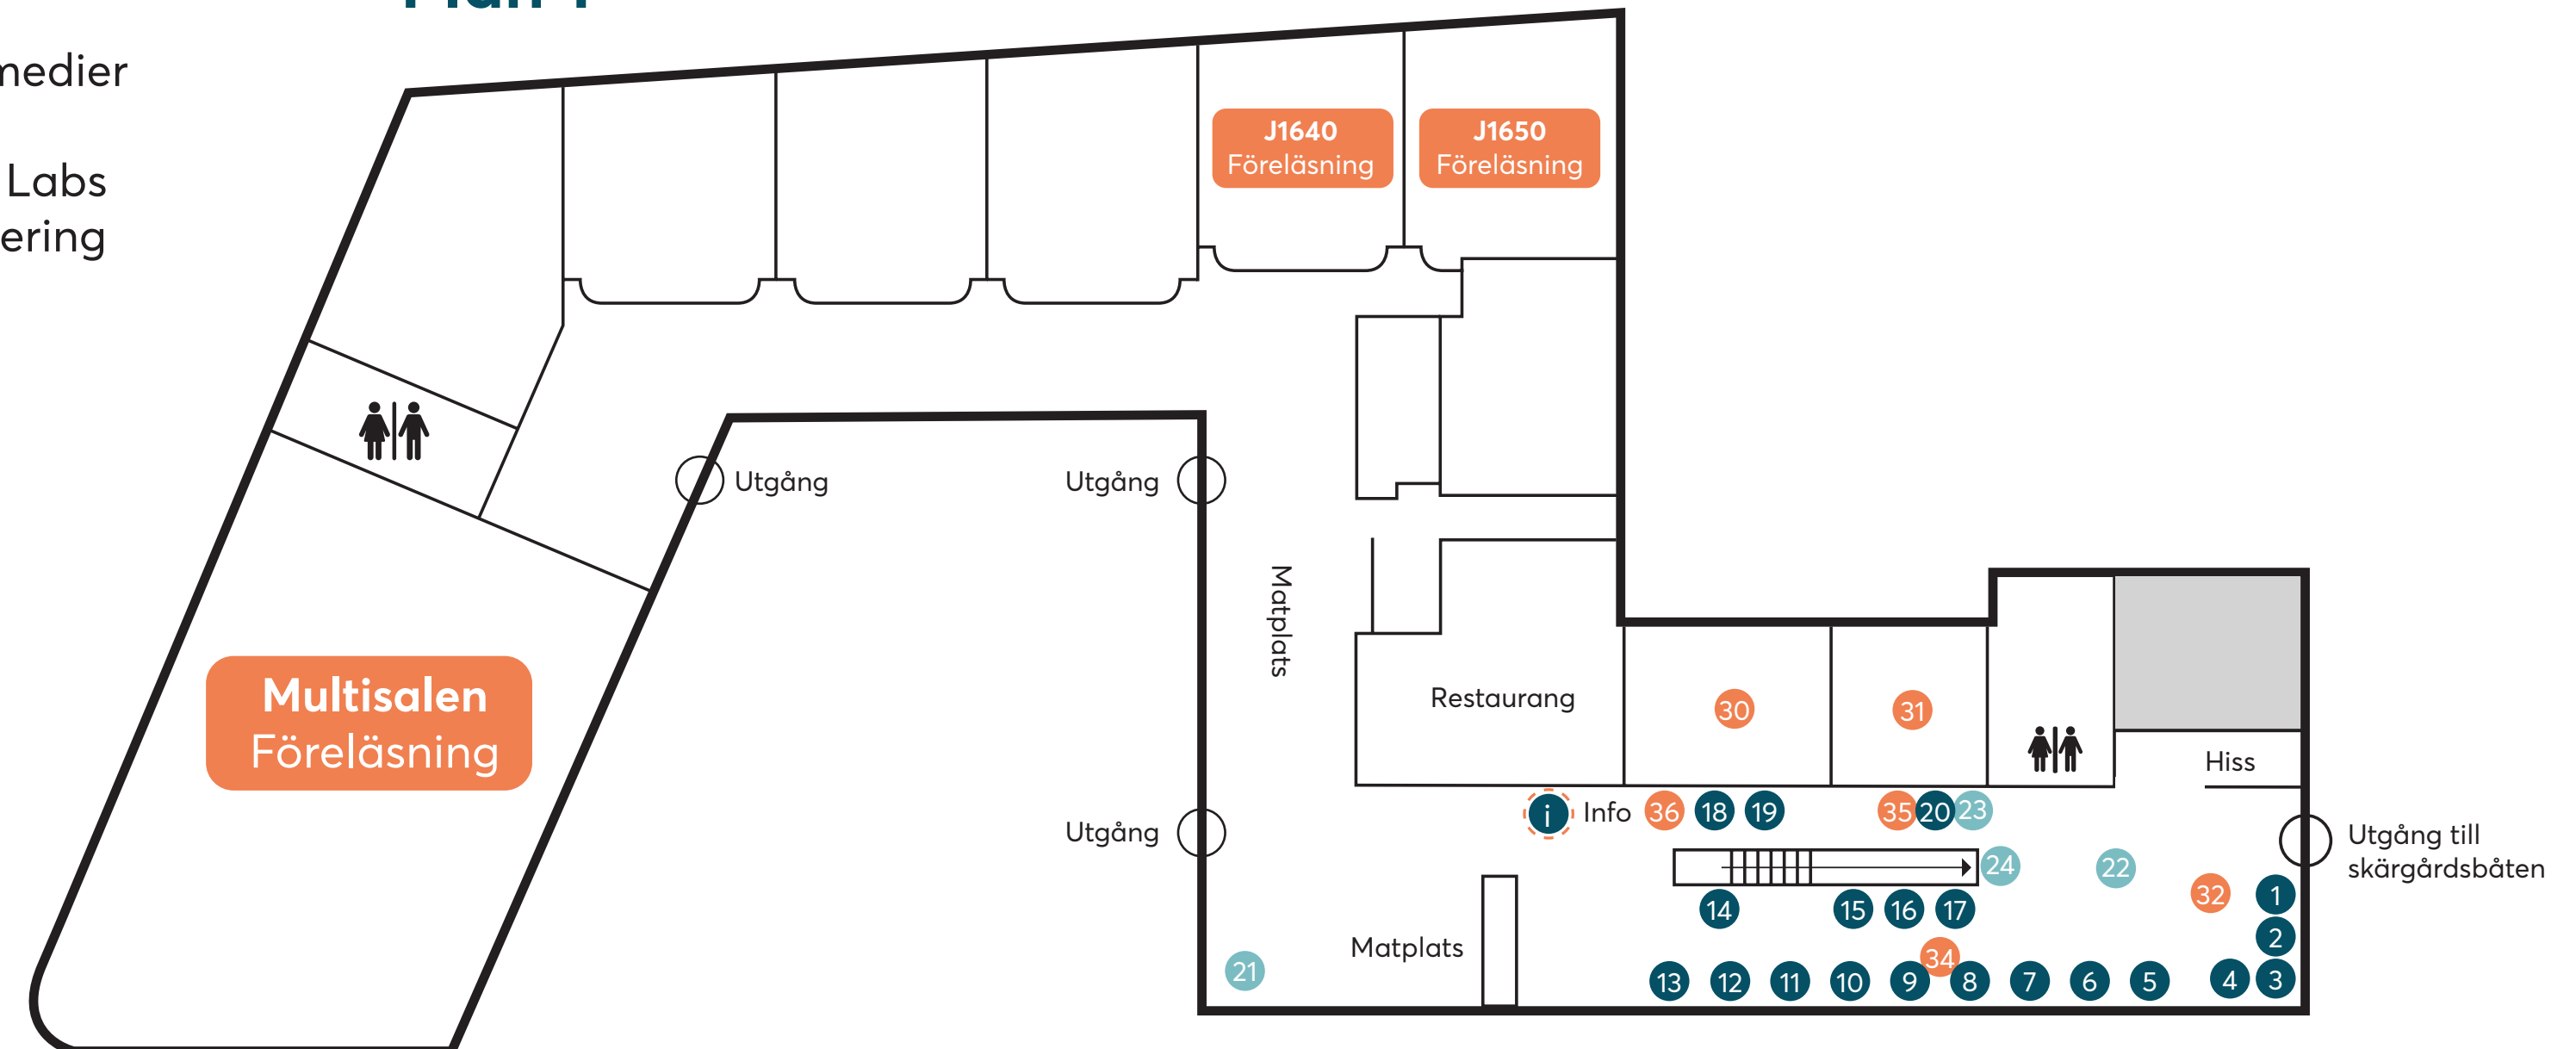 medier
Labs
ering
J1640
Föreläsning
J1650
Föreläsning
Utgång
Utgång
Matplats
Multisalen
Föreläsning
Restaurang
30
31
Hiss
i
Info
36
18
19
35
20
23
Utgång
Utgång till
skärgårdsbåten
24
22
32
1
14
15
16
17
2
Matplats
34
21
13
12
11
10
9
8
7
6
5
4
3